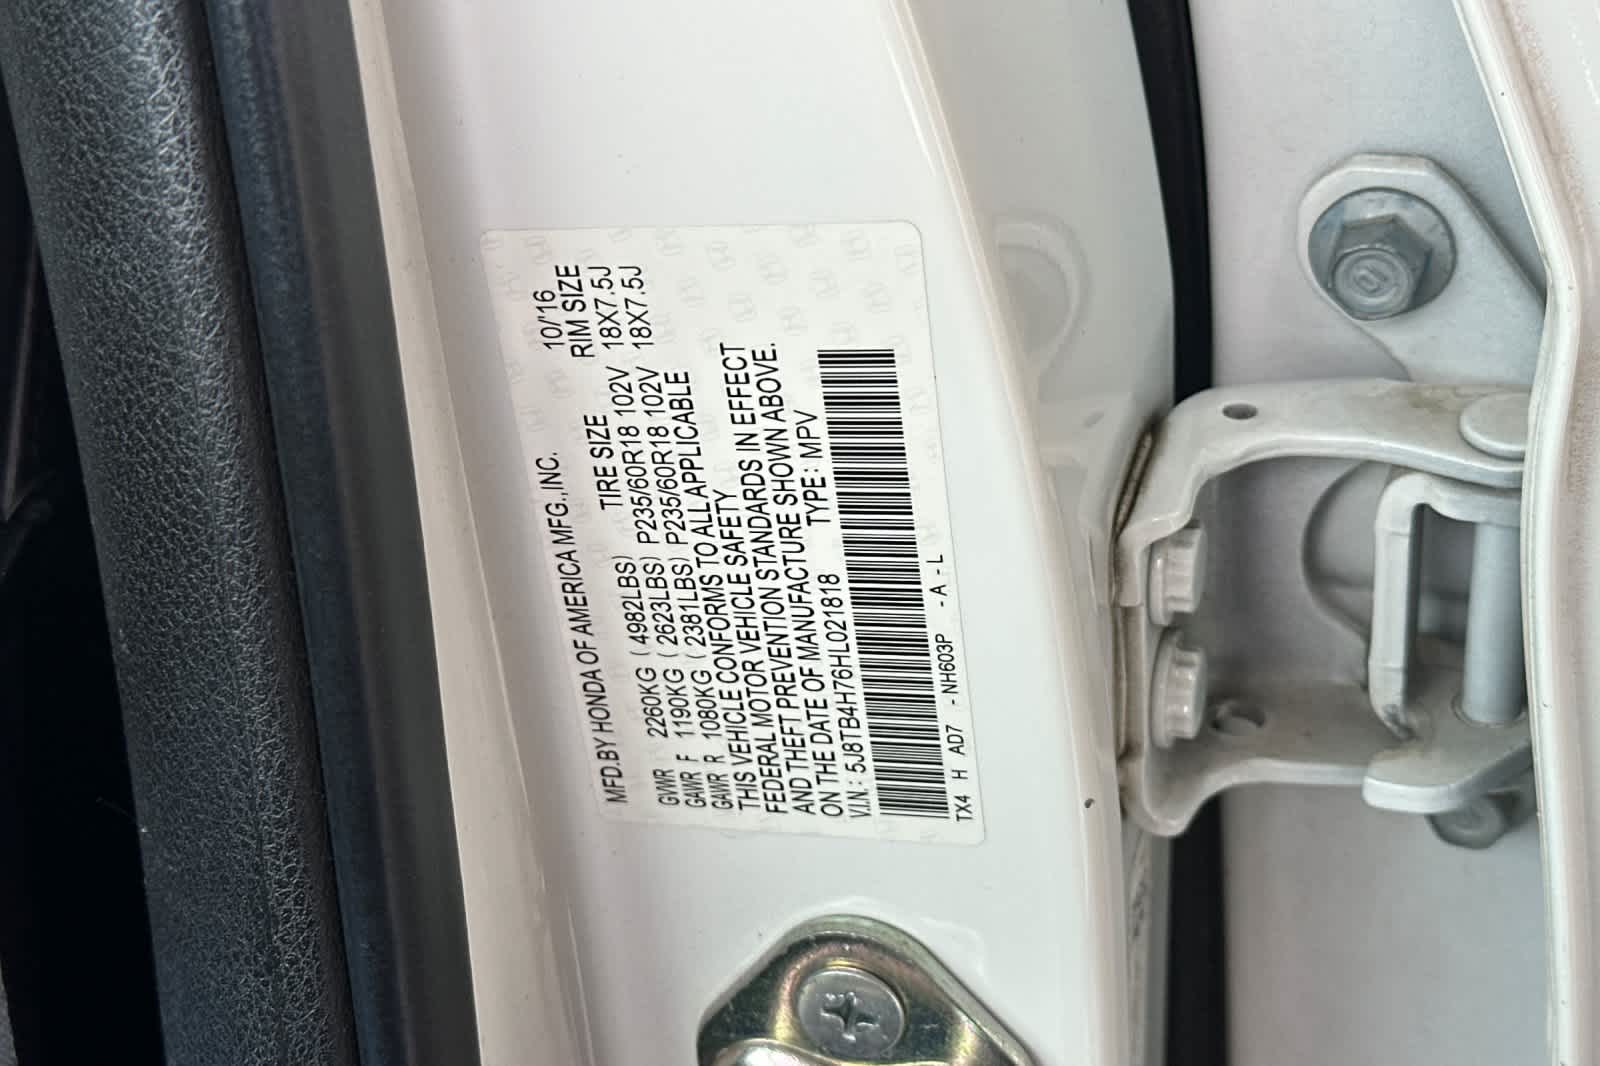 MFD.BY HONDA OF AMERICA MFG.,INC. 10/'16
TIRE SIZE RIM SIZE
GVWR 2260KG ( 4982LBS)
GAWR F 1190KG ( 2623LBS) P235/60R18 102V 18X7.5J
GAWR R 1080KG ( 2381LBS) P235/60R18 102V 18X7.5J
THIS VEHICLE CONFORMS TO ALL APPLICABLE
FEDERAL MOTOR VEHICLE SAFETY
AND THEFT PREVENTION STANDARDS IN EFFECT
ON THE DATE OF MANUFACTURE SHOWN ABOVE.
V.I.N.: 5J8TB4H76HL021818 TYPE: MPV
TX4 H AD7 - NH603P - A - L